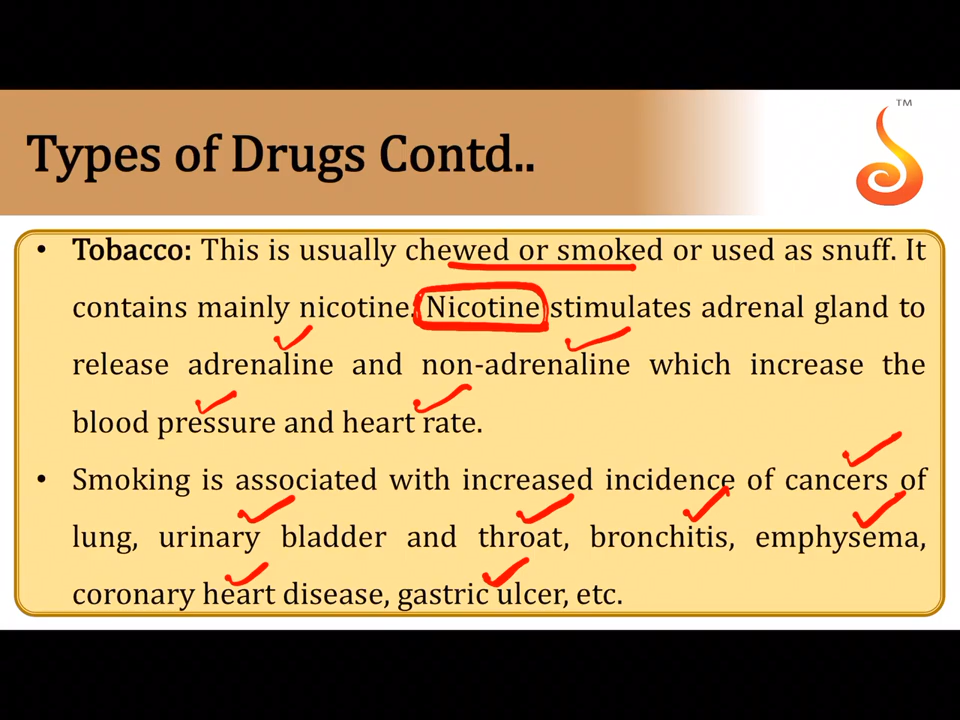 TM
Types of Drugs Contd..
• Tobacco: This is usually chewed or smoked or used as snuff. It
contains mainly nicotine. Nicotine stimulates adrenal gland to
release adrenaline and non-adrenaline which increase the
blood pressure and heart rate.
• Smoking is associated with increased incidence of cancers of
lung, urinary bladder and throat, bronchitis, emphysema,
coronary heart disease, gastric ulcer, etc.